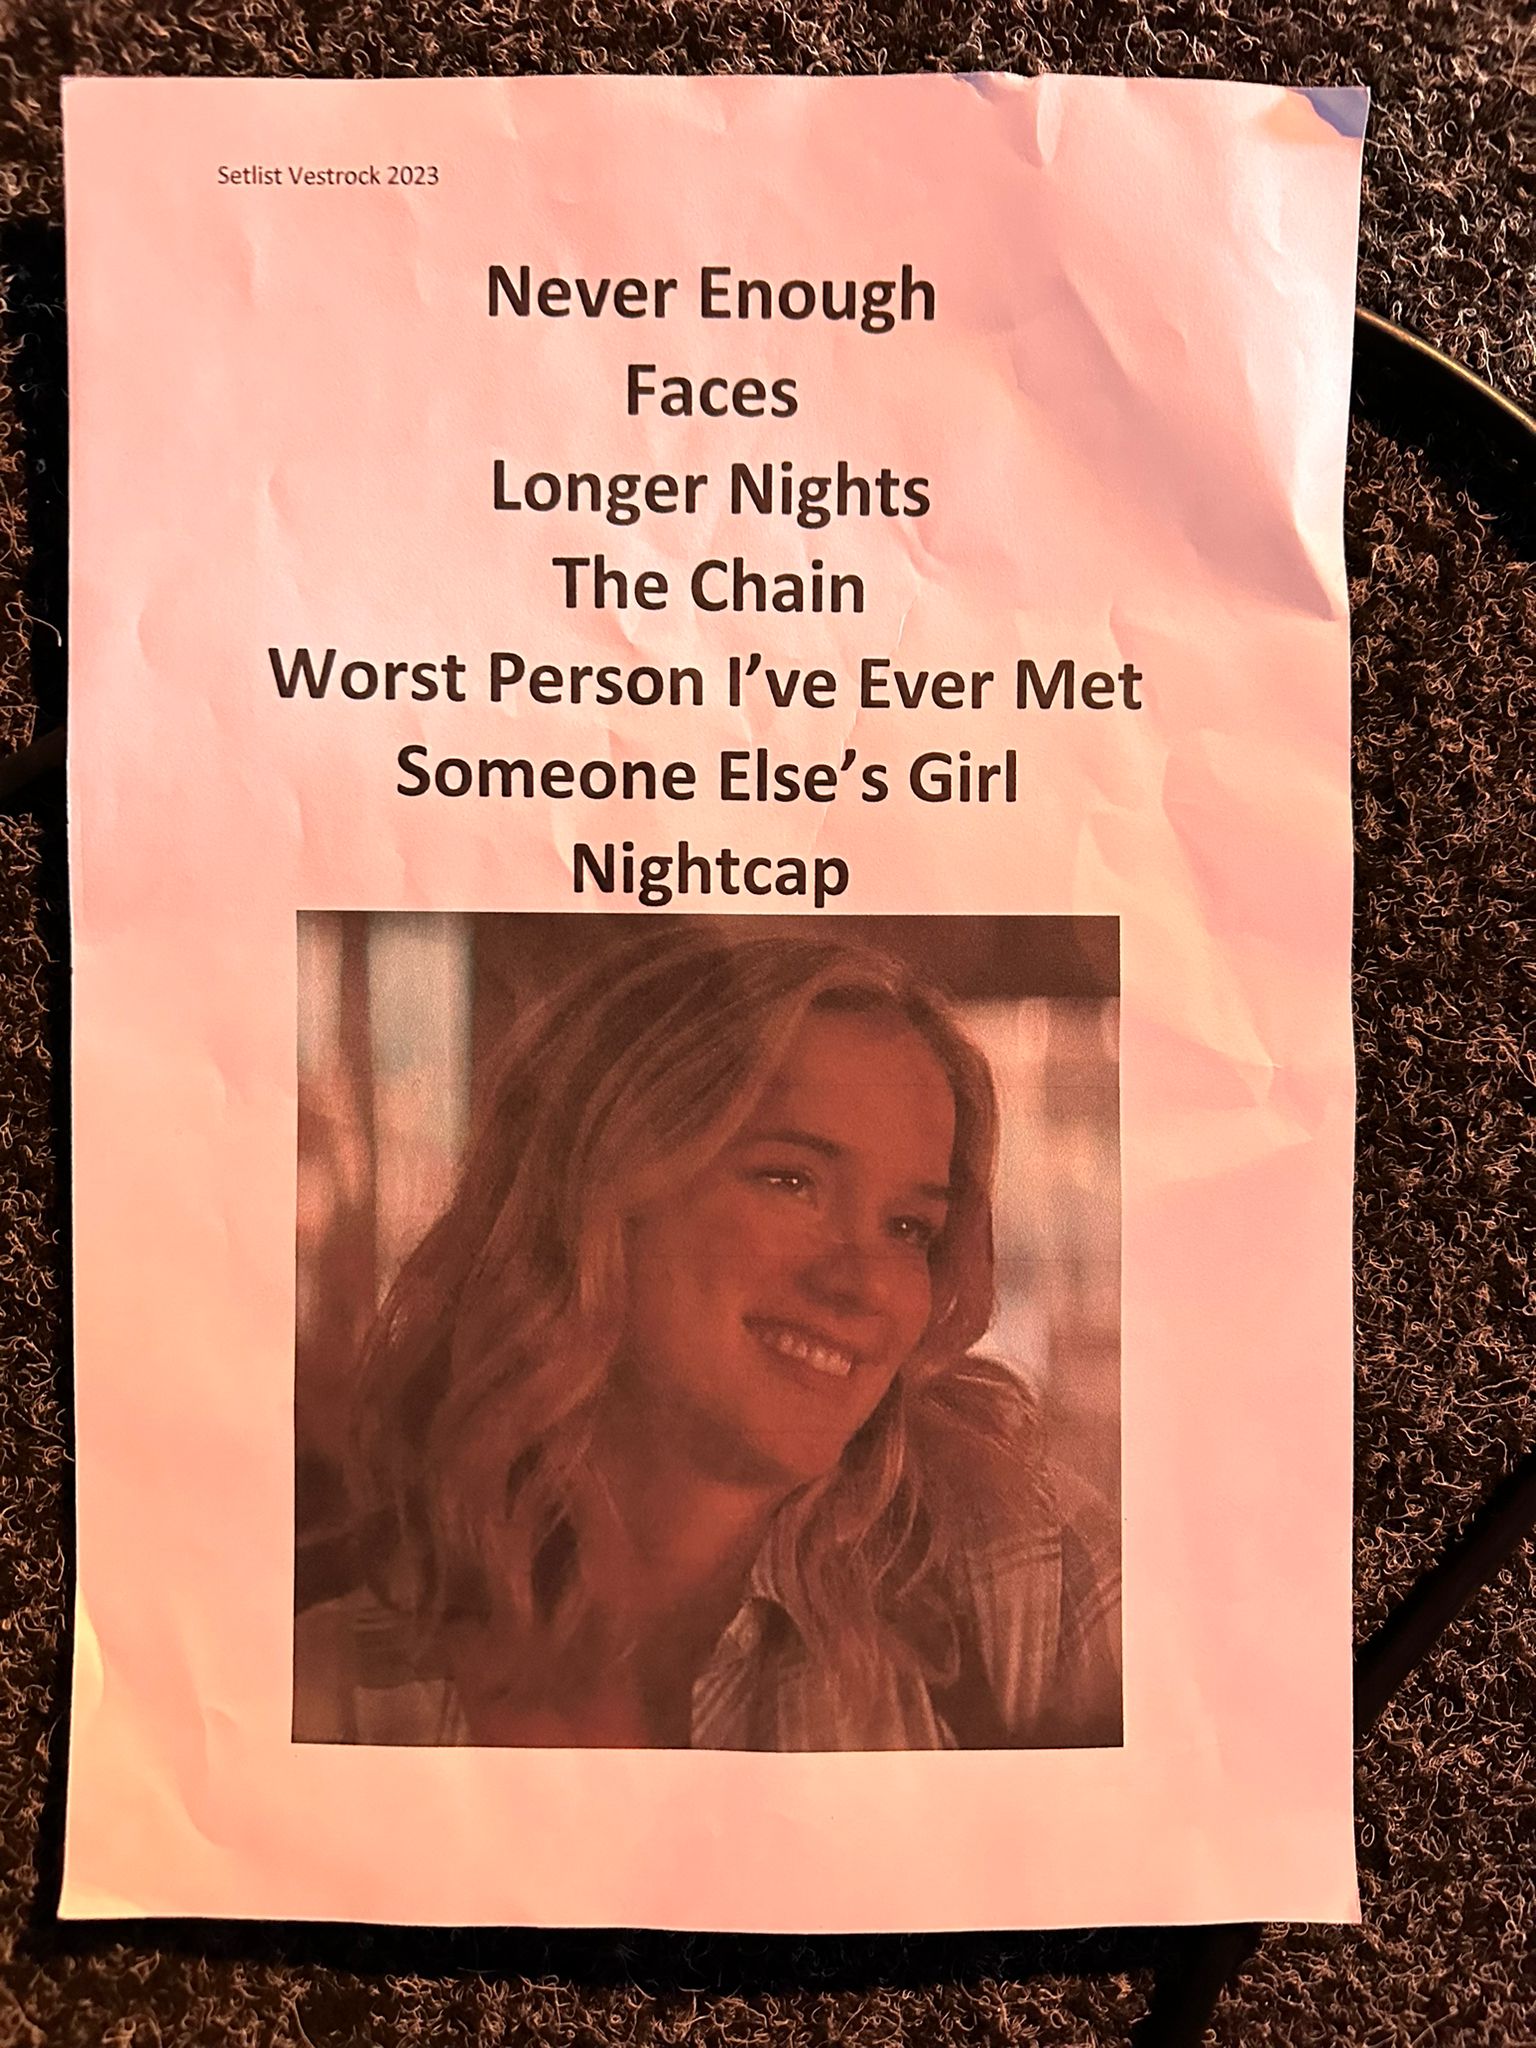 Setlist Vestrock 2023
Never Enough
Faces
Longer Nights
The Chain
Worst Person I’ve Ever Met
Someone Else’s Girl
Nightcap